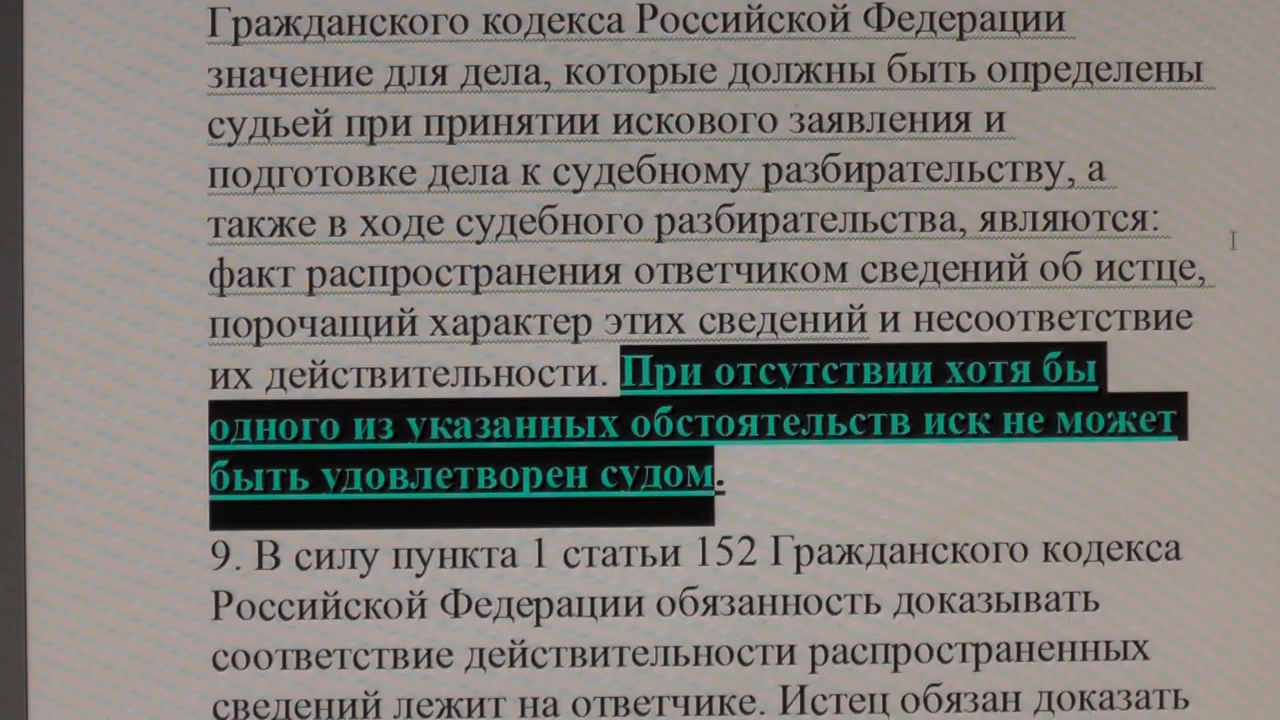 Гражданского кодекса Российской Федерации
значение для дела, которые должны быть определены
судьей при принятии искового заявления и
подготовке дела к судебному разбирательству, а
также в ходе судебного разбирательства, являются:
факт распространения ответчиком сведений об истце,
порочащий характер этих сведений и несоответствие
их действительности. При отсутствии хотя бы
одного из указанных обстоятельств иск не может
быть удовлетворен судом.
9. В силу пункта 1 статьи 152 Гражданского кодекса
Российской Федерации обязанность доказывать
соответствие действительности распространенных
сведений лежит на ответчике. Истец обязан доказать